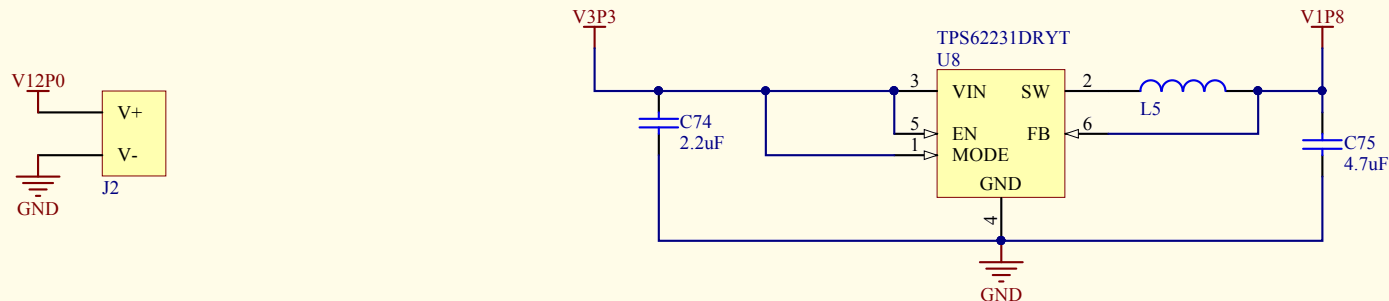 V12P0
V+
V-
J2
GND
V3P3
V1P8
TPS62231DRYT
U8
3
VIN
SW
2
L5
C74
2.2uF
5
EN
FB
6
1
MODE
C75
4.7uF
GND
4
GND